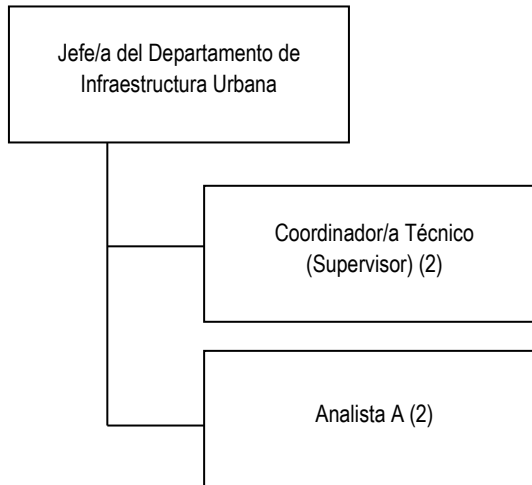 Jefe/a del Departamento de
Infraestructura Urbana
Coordinador/a Técnico
(Supervisor) (2)
Analista A (2)